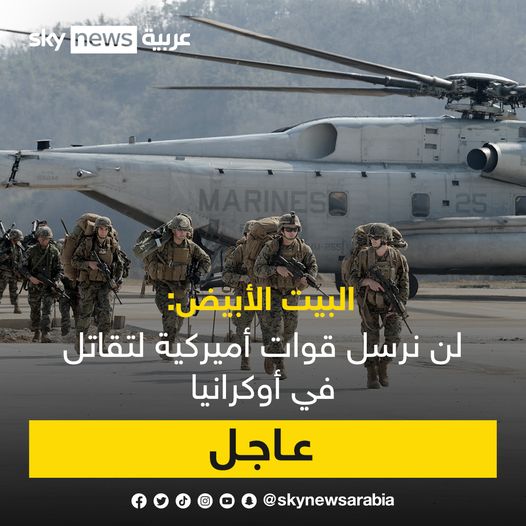 sky news عربية
MARINES 25
البيت الأبيض:
لن نرسل قوات أميركية لتقاتل
في أوكرانيا
عاجل
@skynewsarabia